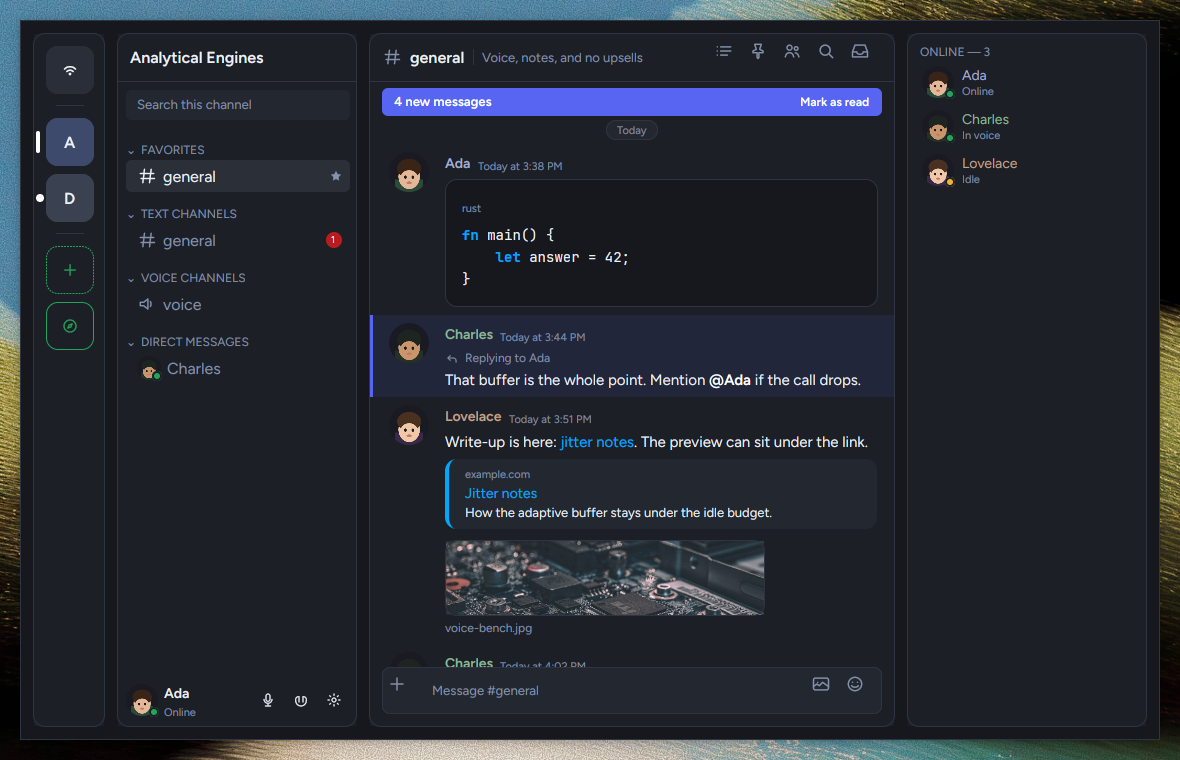 A
D
Analytical Engines
Search this channel
FAVORITES
# general
TEXT CHANNELS
# general
1
VOICE CHANNELS
voice
DIRECT MESSAGES
Charles
Ada
Online
# general
Voice, notes, and no upsells
4 new messages
Mark as read
Today
Ada Today at 3:38 PM
rust
fn main() {
    let answer = 42;
}
Charles Today at 3:44 PM
Replying to Ada
That buffer is the whole point. Mention @Ada if the call drops.
Lovelace Today at 3:51 PM
Write-up is here: jitter notes. The preview can sit under the link.
example.com
Jitter notes
How the adaptive buffer stays under the idle budget.
voice-bench.jpg
Charles Today at 4:02 PM
Message #general
ONLINE — 3
Ada
Online
Charles
In voice
Lovelace
Idle